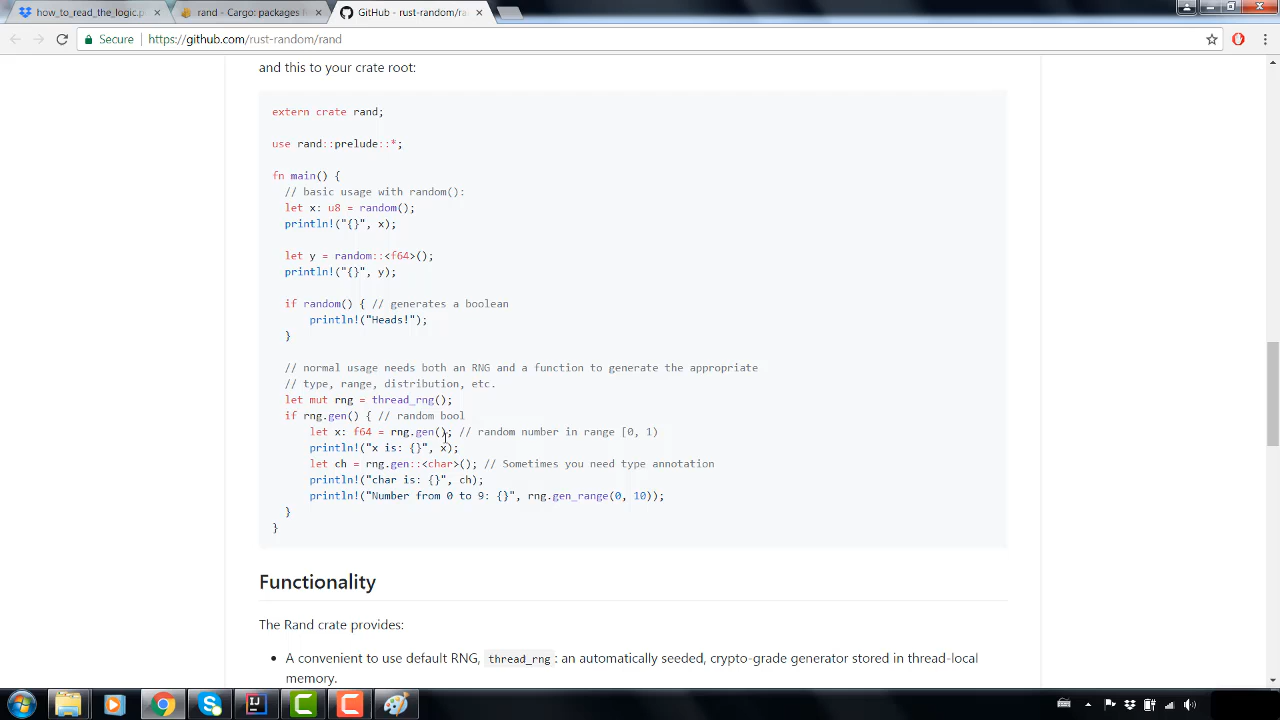 how_to_read_the_logic.p
rand - Cargo: packages f
GitHub - rust-random/ra
Secure
https://github.com/rust-random/rand
and this to your crate root:
extern crate rand;
use rand::prelude::*;
fn main() {
// basic usage with random():
let x: u8 = random();
println!("{}", x);
let y = random::<f64>();
println!("{}", y);
if random() { // generates a boolean
println!("Heads!");
}
// normal usage needs both an RNG and a function to generate the appropriate
// type, range, distribution, etc.
let mut rng = thread_rng();
if rng.gen() { // random bool
let x: f64 = rng.gen(); // random number in range [0, 1)
println!("x is: {}", x);
let ch = rng.gen::<char>(); // Sometimes you need type annotation
println!("char is: {}", ch);
println!("Number from 0 to 9: {}", rng.gen_range(0, 10));
}
}
Functionality
The Rand crate provides:
• A convenient to use default RNG, thread_rng: an automatically seeded, crypto-grade generator stored in thread-local
memory.